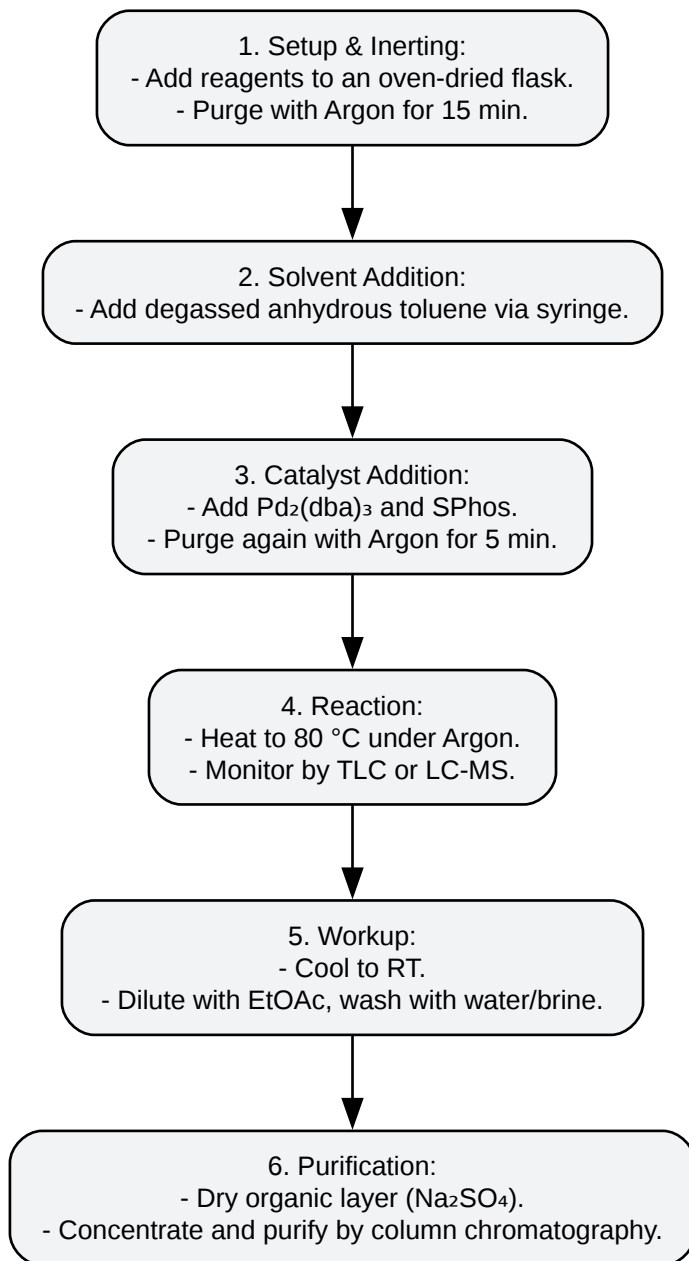 1. Setup & Inerting:
- Add reagents to an oven-dried flask.
- Purge with Argon for 15 min.
2. Solvent Addition:
- Add degassed anhydrous toluene via syringe.
3. Catalyst Addition:
- Add Pd₂(dba)₃ and SPhos.
- Purge again with Argon for 5 min.
4. Reaction:
- Heat to 80 °C under Argon.
- Monitor by TLC or LC-MS.
5. Workup:
- Cool to RT.
- Dilute with EtOAc, wash with water/brine.
6. Purification:
- Dry organic layer (Na₂SO₄).
- Concentrate and purify by column chromatography.